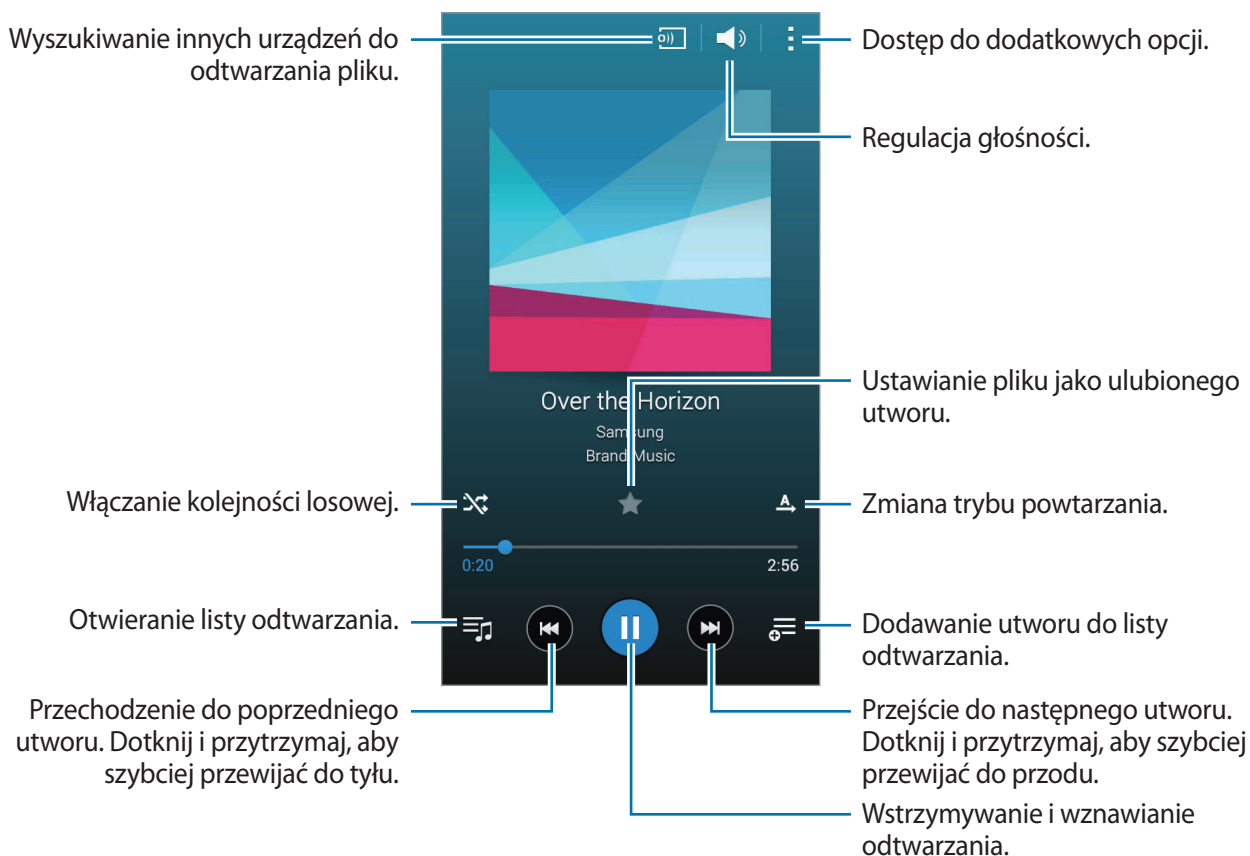 Wyszukiwanie innych urządzeń do
odtwarzania pliku.
Dostęp do dodatkowych opcji.
Regulacja głośności.
Ustawianie pliku jako ulubionego
utworu.
Over the Horizon
Samsung
Brand Music
Włączanie kolejności losowej.
A
Zmiana trybu powtarzania.
0:20
2:56
Otwieranie listy odtwarzania.
Dodawanie utworu do listy
odtwarzania.
Przechodzenie do poprzedniego
utworu. Dotknij i przytrzymaj, aby
szybciej przewijać do tyłu.
Przejście do następnego utworu.
Dotknij i przytrzymaj, aby szybciej
przewijać do przodu.
Wstrzymywanie i wznawianie
odtwarzania.